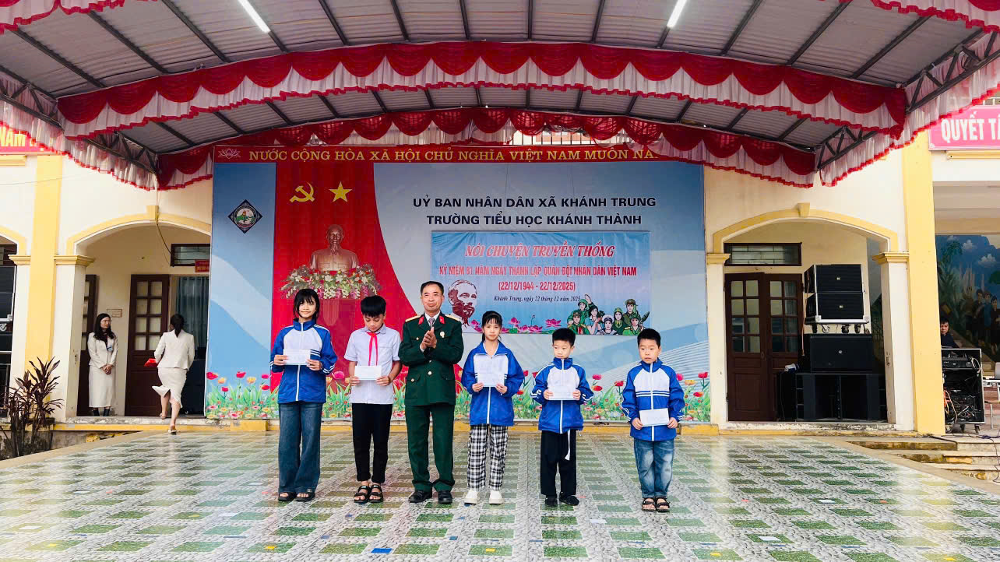 NƯỚC CỘNG HÒA XÃ HỘI CHỦ NGHĨA VIỆT NAM MUÔN NĂM
UỶ BAN NHÂN DÂN XÃ KHÁNH TRUNG
TRƯỜNG TIỂU HỌC KHÁNH THÀNH
NÓI CHUYỆN TRUYỀN THỐNG
KỶ NIỆM 81 NĂM NGÀY THÀNH LẬP QUÂN ĐỘI NHÂN DÂN VIỆT NAM
(22/12/1944 - 22/12/2025)
Khánh Trung, ngày 22 tháng 12 năm 2025
NAM
QUYẾT